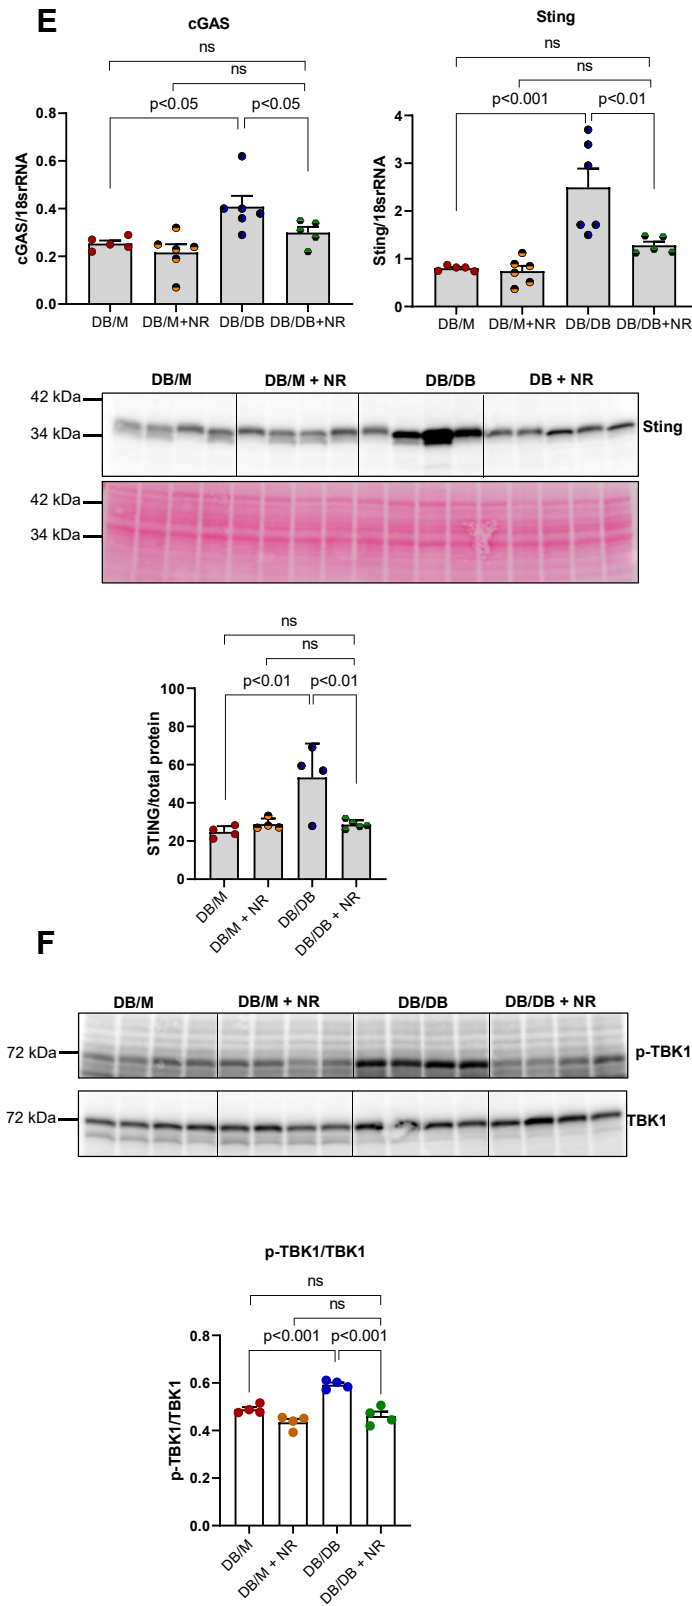 E
cGAS
ns
ns
p<0.05
p<0.05
0.8
0.6
0.4
0.2
0.0
cGAS/18srRNA
DB/M
DB/M+NR
DB/DB
DB/DB+NR
Sting
ns
ns
p<0.001
p<0.01
4
3
2
1
0
Sting/18srRNA
DB/M
DB/M+NR
DB/DB
DB/DB+NR
DB/M
DB/M + NR
DB/DB
DB + NR
42 kDa
34 kDa
Sting
42 kDa
34 kDa
ns
ns
p<0.01
p<0.01
100
80
60
40
20
0
STING/total protein
DB/M
DB/M + NR
DB/DB
DB/DB + NR
F
DB/M
DB/M + NR
DB/DB
DB/DB + NR
72 kDa
p-TBK1
72 kDa
TBK1
p-TBK1/TBK1
ns
ns
p<0.001
p<0.001
0.8
0.6
0.4
0.2
0.0
p-TBK1/TBK1
DB/M
DB/M + NR
DB/DB
DB/DB + NR